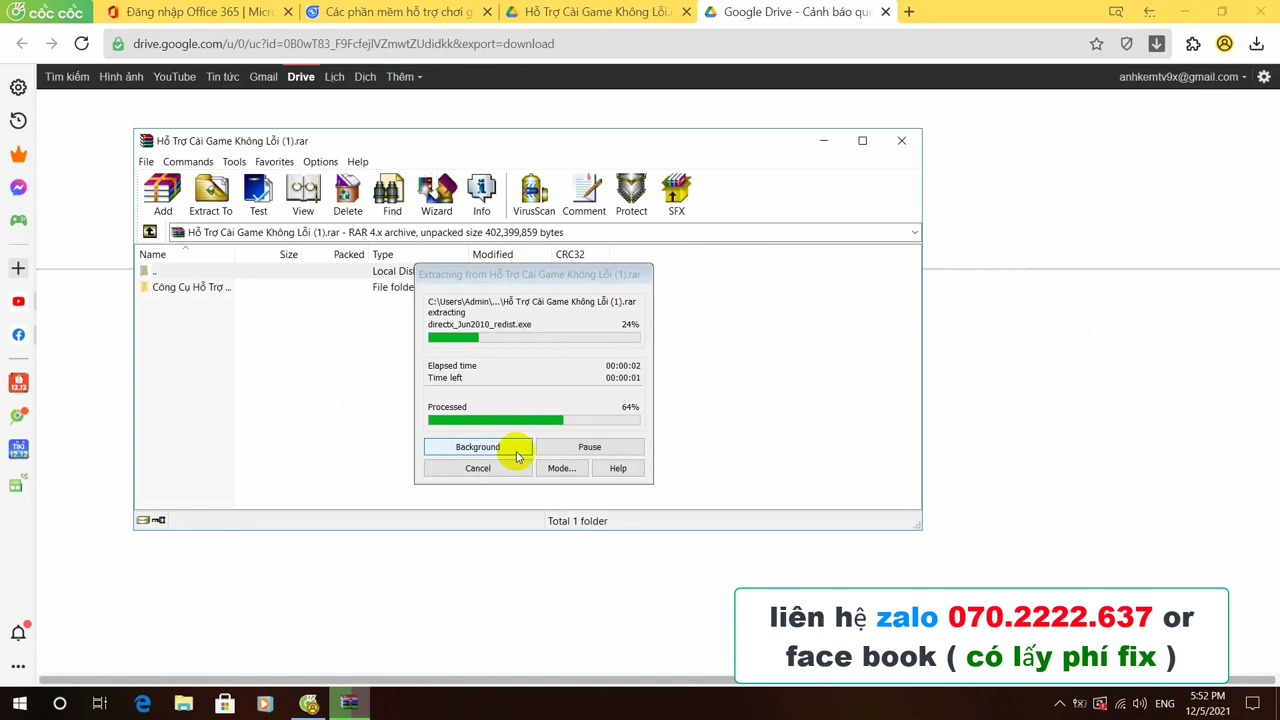 cốc cốc
Đăng nhập Office 365 | Micr
Các phần mềm hỗ trợ chơi g
Hỗ Trợ Cài Game Không Lỗi.
Google Drive - Cảnh báo qu
drive.google.com/u/0/uc?id=0B0wT83_F9FcfejlVZmwtZUdidkk&export=download
Tìm kiếm Hình ảnh YouTube Tin tức Gmail Drive Lịch Dịch Thêm
anhkemtv9x@gmail.com
Hỗ Trợ Cài Game Không Lỗi (1).rar
File Commands Tools Favorites Options Help
Add Extract To Test View Delete Find Wizard Info VirusScan Comment Protect SFX
Hỗ Trợ Cài Game Không Lỗi (1).rar - RAR 4.x archive, unpacked size 402,399,859 bytes
Name Size Packed Type Modified CRC32
.. Local Dis
Công Cụ Hỗ Trợ ... File folde
Extracting from Hỗ Trợ Cài Game Không Lỗi (1).rar
C:\Users\Admin\...\Hỗ Trợ Cài Game Không Lỗi (1).rar
extracting
directx_Jun2010_redist.exe 24%
Elapsed time 00:00:02
Time left 00:00:01
Processed 64%
Background Pause
Cancel Mode... Help
Total 1 folder
12.12
TIKI
12.12
liên hệ zalo 070.2222.637 or
face book ( có lấy phí fix )
ENG
5:52 PM
12/5/2021